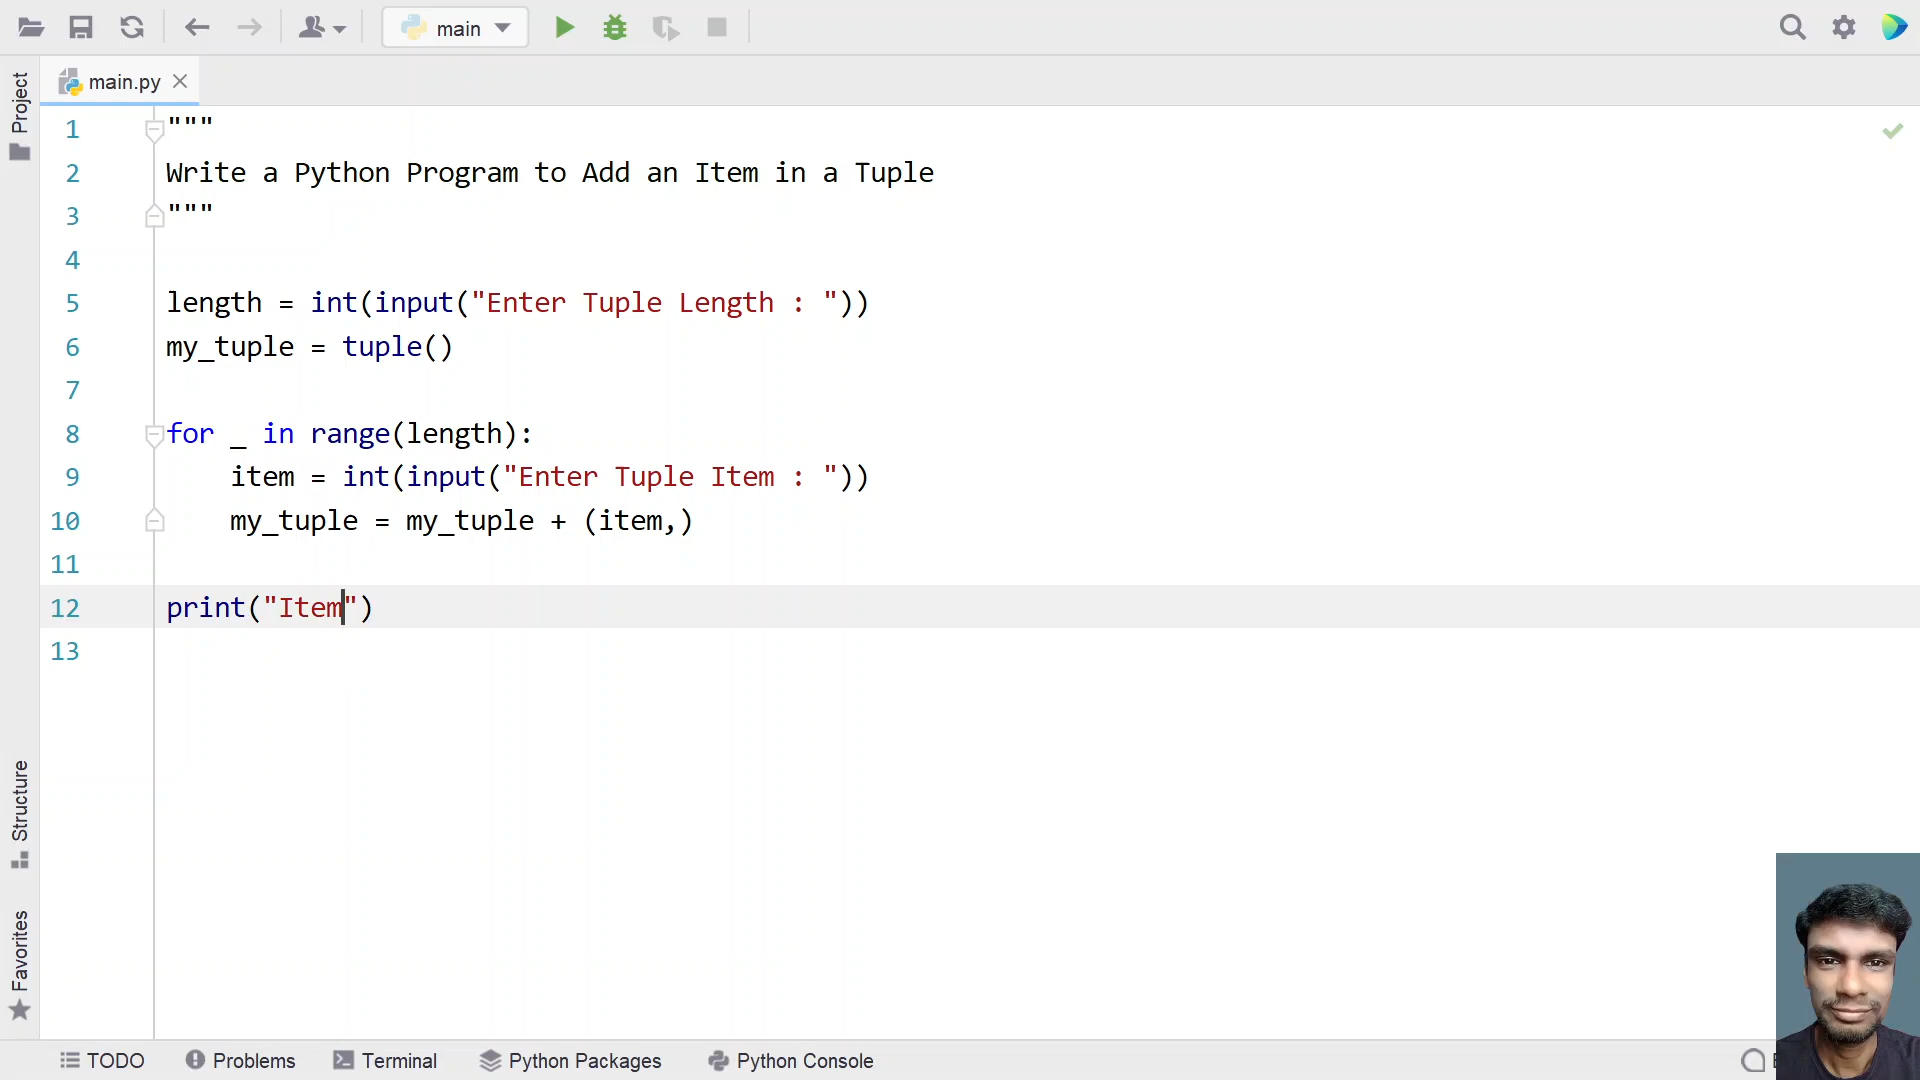 main
main.py
Project
1 """
2 Write a Python Program to Add an Item in a Tuple
3 """
4
5 length = int(input("Enter Tuple Length : "))
6 my_tuple = tuple()
7
8 for _ in range(length):
9     item = int(input("Enter Tuple Item : "))
10     my_tuple = my_tuple + (item,)
11
12 print("Item")
13
Structure
Favorites
TODO Problems Terminal Python Packages Python Console